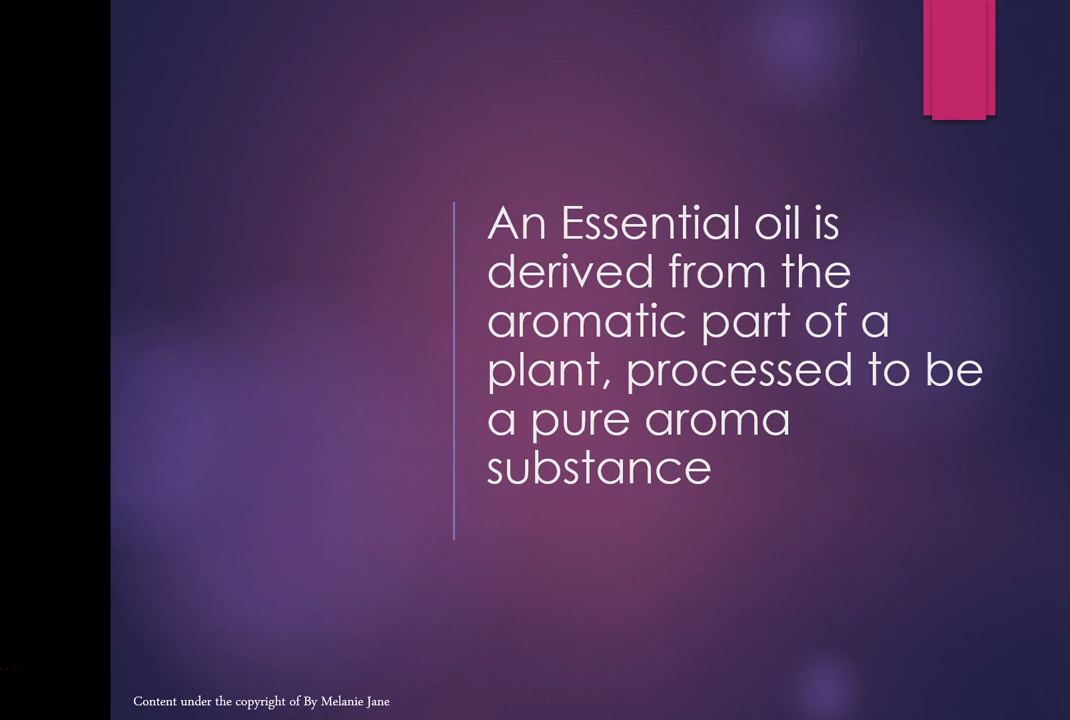 An Essential oil is
derived from the
aromatic part of a
plant, processed to be
a pure aroma
substance
Content under the copyright of By Melanie Jane